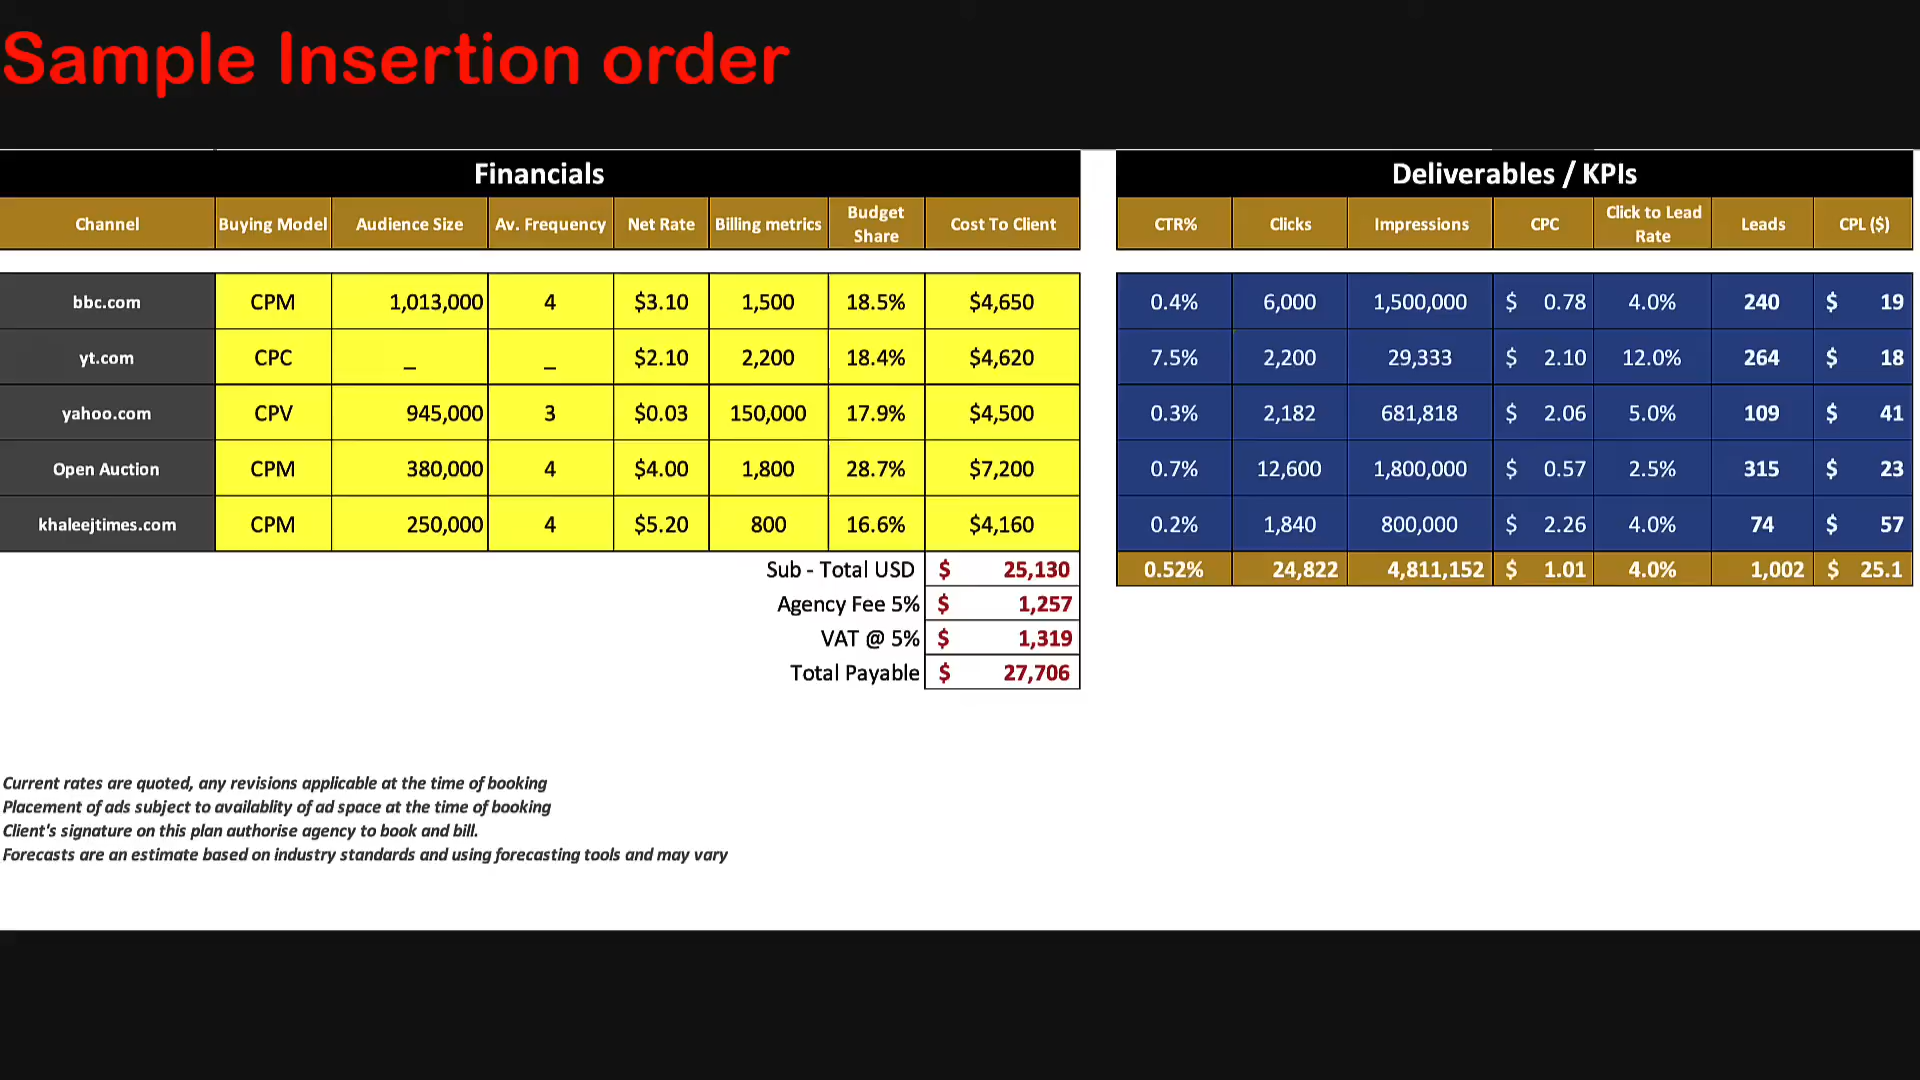 Sample Insertion order
Financials
Channel Buying Model Audience Size Av. Frequency Net Rate Billing metrics Budget Share Cost To Client
bbc.com CPM 1,013,000 4 $3.10 1,500 18.5% $4,650
yt.com CPC _ _ $2.10 2,200 18.4% $4,620
yahoo.com CPV 945,000 3 $0.03 150,000 17.9% $4,500
Open Auction CPM 380,000 4 $4.00 1,800 28.7% $7,200
khaleejtimes.com CPM 250,000 4 $5.20 800 16.6% $4,160
Sub - Total USD $ 25,130
Agency Fee 5% $ 1,257
VAT @ 5% $ 1,319
Total Payable $ 27,706
Deliverables / KPIs
CTR% Clicks Impressions CPC Click to Lead Rate Leads CPL ($)
0.4% 6,000 1,500,000 $ 0.78 4.0% 240 $ 19
7.5% 2,200 29,333 $ 2.10 12.0% 264 $ 18
0.3% 2,182 681,818 $ 2.06 5.0% 109 $ 41
0.7% 12,600 1,800,000 $ 0.57 2.5% 315 $ 23
0.2% 1,840 800,000 $ 2.26 4.0% 74 $ 57
0.52% 24,822 4,811,152 $ 1.01 4.0% 1,002 $ 25.1
Current rates are quoted, any revisions applicable at the time of booking
Placement of ads subject to availablity of ad space at the time of booking
Client's signature on this plan authorise agency to book and bill.
Forecasts are an estimate based on industry standards and using forecasting tools and may vary